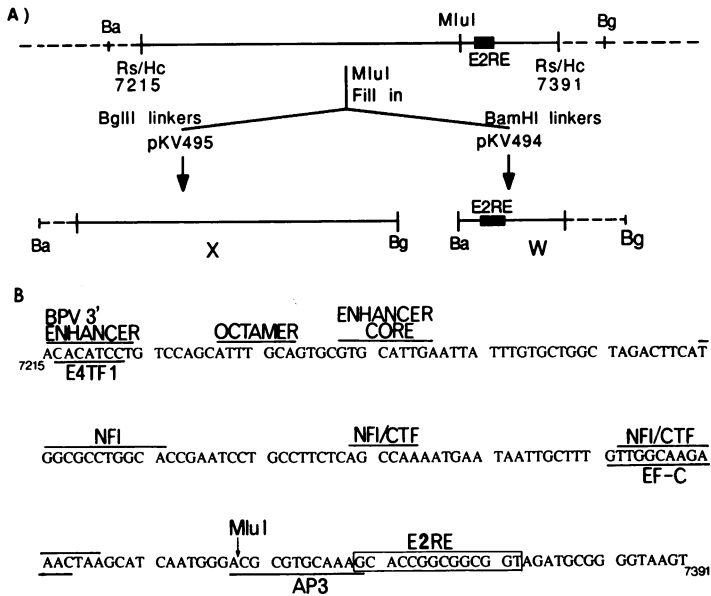 A)
Ba MluI Bg
E2RE
Rs/Hc Rs/Hc
7215 7391
MluI
Fill in
BglII linkers BamHI linkers
pKV495 pKV494
E2RE
Ba Bg Ba Bg
X W
B
BPV 3' ENHANCER
ENHANCER OCTAMER CORE
ACACATCCTG TCCAGCATTT GCAGTGCGTG CATTGAATTA TTTGTGCTGGC TAGACTTCAT
7215 E4TF1
NFI NFI/CTF NFI/CTF
GGCGCCTGGC ACCGAATCCT GCCTTCTCAG CCAAAATGAA TAATTGCTTT GTTGGCAAGA
EF-C
MluI E2RE
AACTAAGCAT CAATGGGACG CGTGCAAAGC ACCGGCGGCG GTAGATGCGG GGTAAGT 7391
AP3